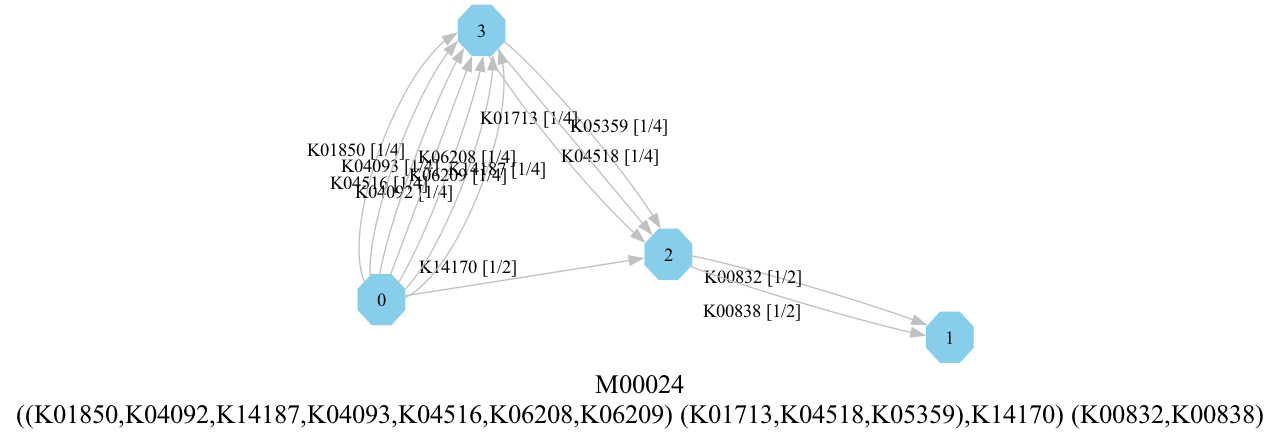 3
K01713 [1/4]
K05359 [1/4]
K01850 [1/4]
K06208 [1/4]
K04518 [1/4]
K04093 [1/4]
K14187 [1/4]
K06209 [1/4]
K04516 [1/4]
K04092 [1/4]
2
K14170 [1/2]
K00832 [1/2]
0
K00838 [1/2]
1
M00024
((K01850,K04092,K14187,K04093,K04516,K06208,K06209) (K01713,K04518,K05359),K14170) (K00832,K00838)